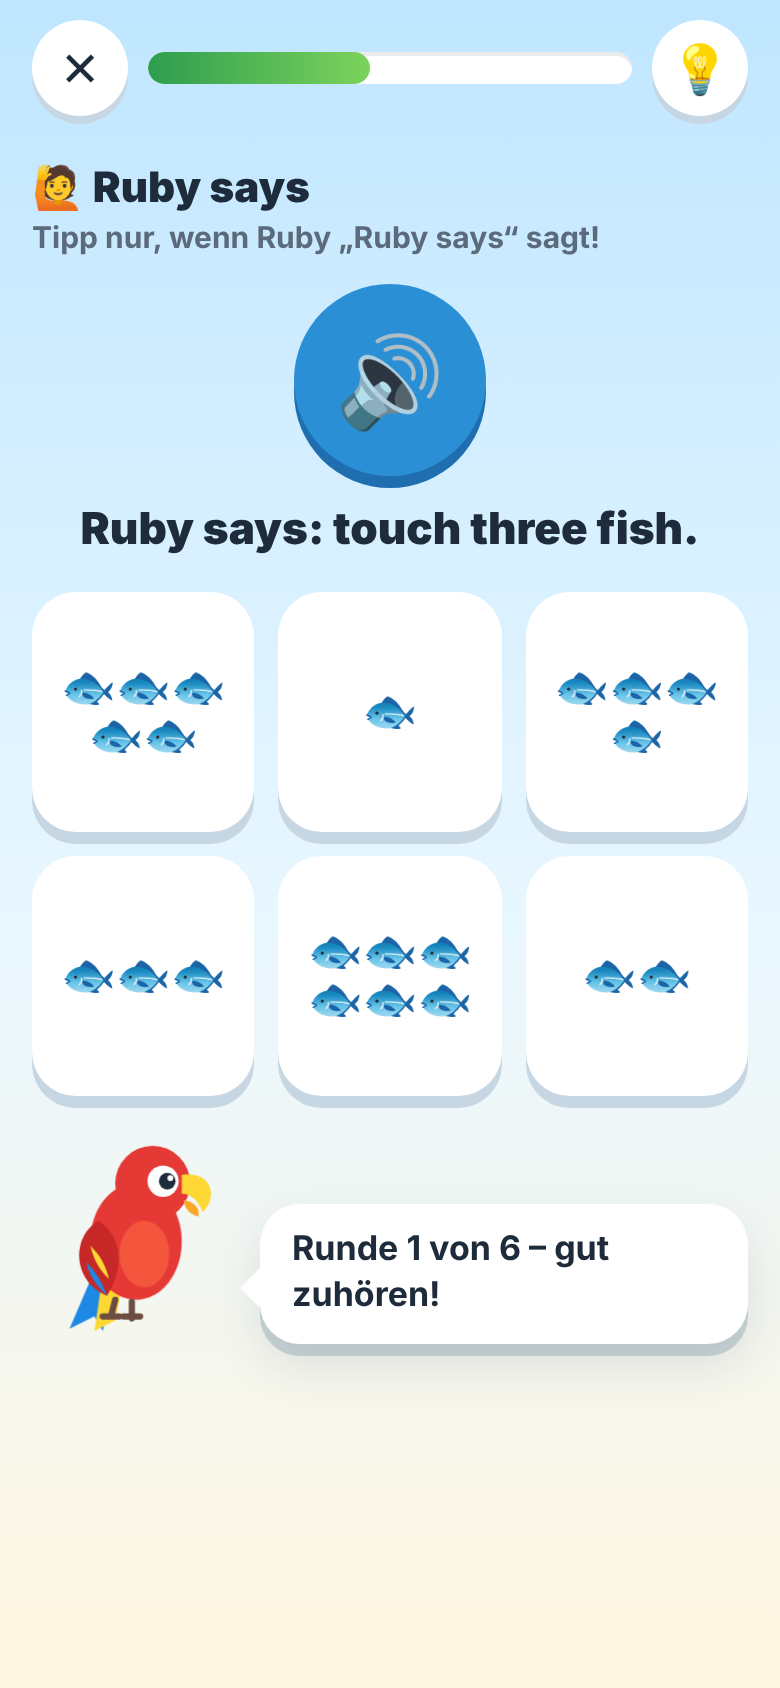 Ruby says
Tipp nur, wenn Ruby „Ruby says“ sagt!
Ruby says: touch three fish.
Runde 1 von 6 – gut
zuhören!